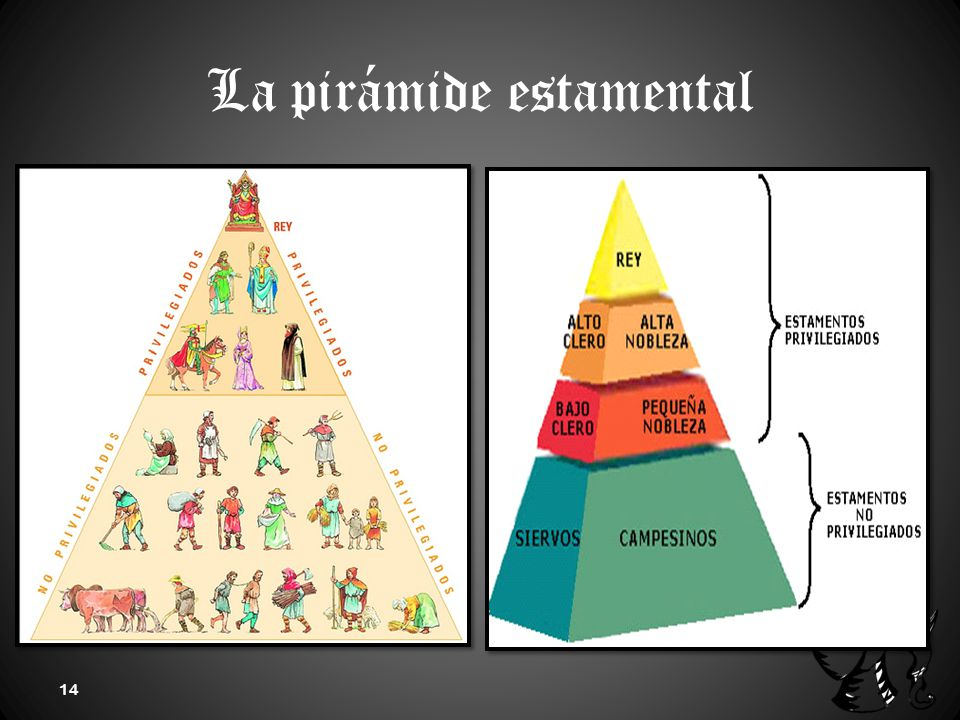 La pirámide estamental
REY
PRIVILEGIADOS
PRIVILEGIADOS
NO PRIVILEGIADOS
NO PRIVILEGIADOS
REY
ALTO
CLERO
ALTA
NOBLEZA
BAJO
CLERO
PEQUEÑA
NOBLEZA
SIERVOS
CAMPESINOS
ESTAMENTOS
PRIVILEGIADOS
ESTAMENTOS
NO
PRIVILEGIADOS
14